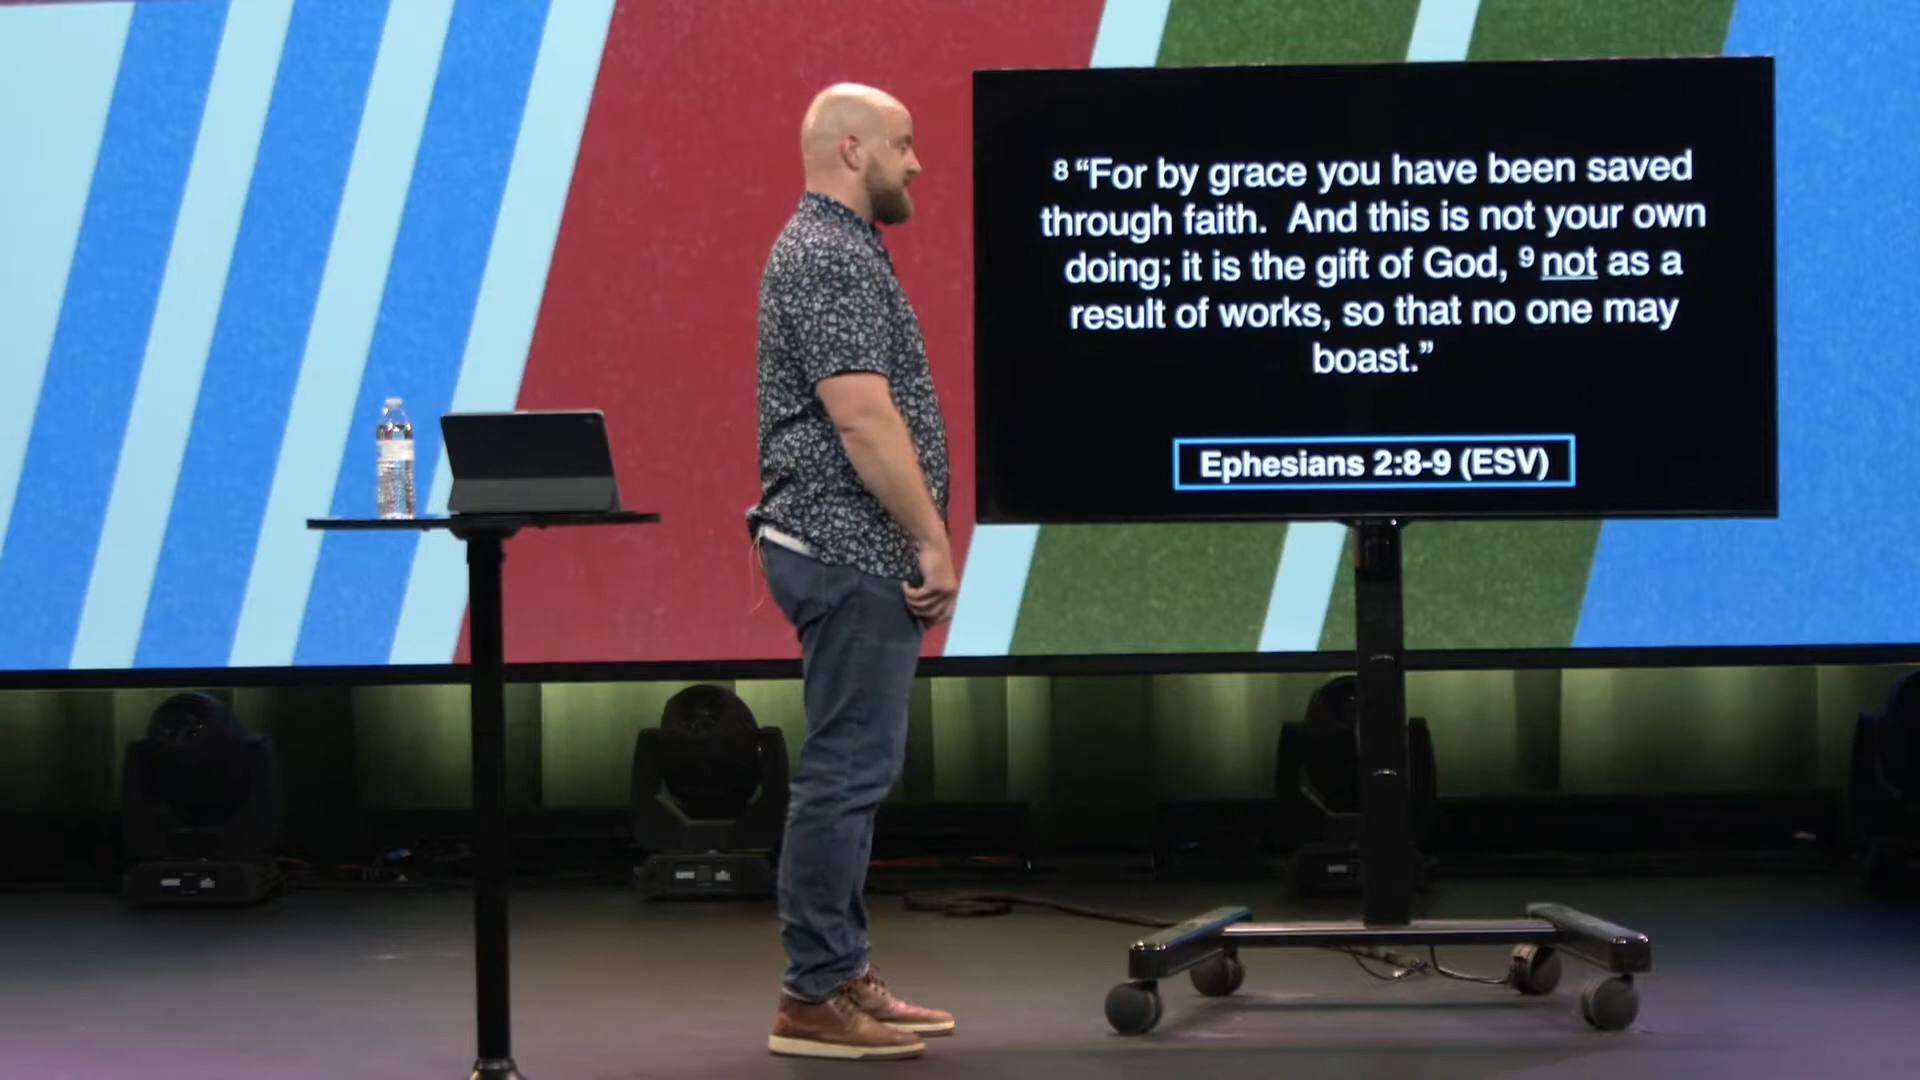 8 “For by grace you have been saved
through faith.  And this is not your own
doing; it is the gift of God, 9 not as a
result of works, so that no one may
boast.”
Ephesians 2:8-9 (ESV)